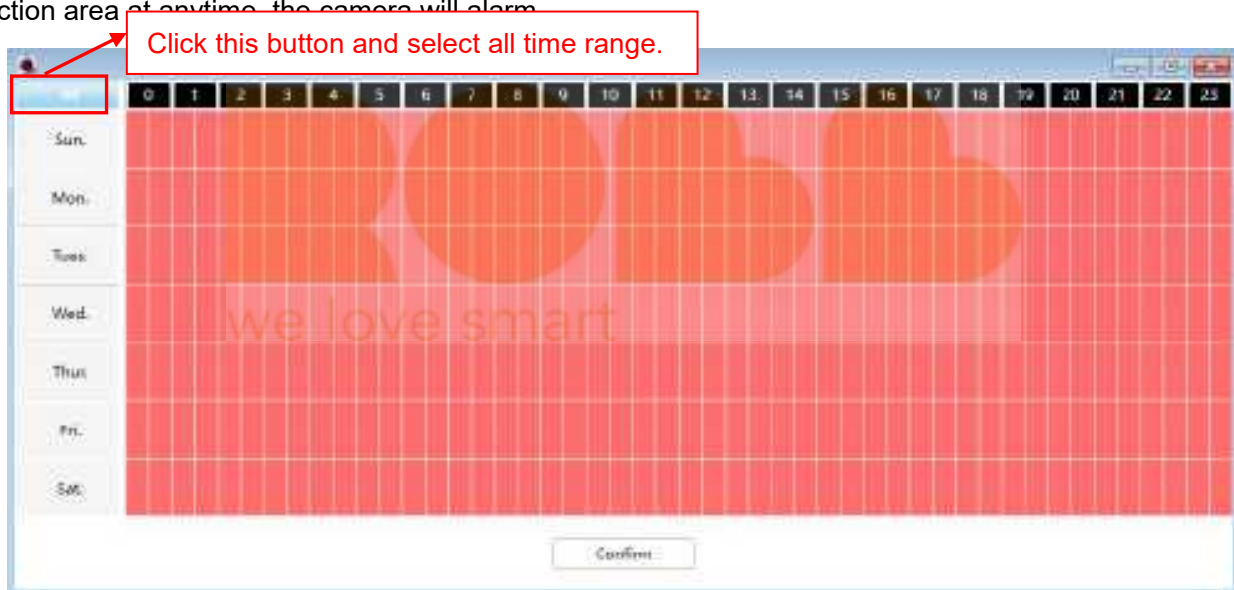 ction area at anytime, the camera will alarm
Click this button and select all time range.
0 1 2 3 4 5 6 7 8 9 10 11 12 13 14 15 16 17 18 19 20 21 22 23
Sun.
Mon.
Tues
Wed.
Thur.
Fri.
Sat.
ROBB
we love smart
Confirm